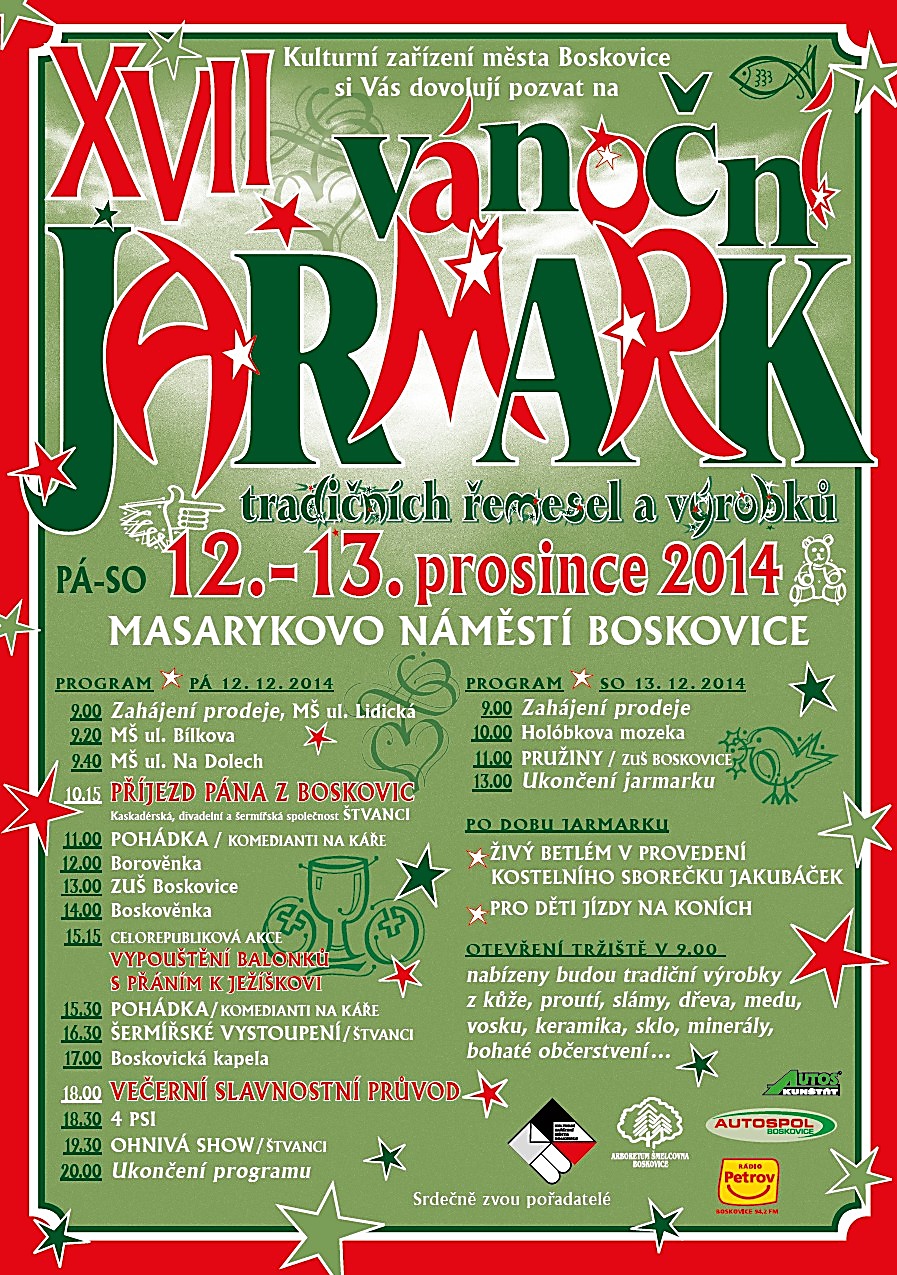 XVII
Kulturní zařízení města Boskovice
si Vás dovolují pozvat na
vánoční
JARMARK
tradičních řemesel a výrobků
PÁ-SO 12.-13. prosince 2014
MASARYKOVO NÁMĚSTÍ BOSKOVICE
PROGRAM PÁ 12. 12. 2014
9.00 Zahájení prodeje, MŠ ul. Lidická
9.20 MŠ ul. Bílkova
9.40 MŠ ul. Na Dolech
10.15 PŘÍJEZD PÁNA Z BOSKOVIC
Kaskadérská, divadelní a šermířská společnost ŠTVANCI
11.00 POHÁDKA / KOMEDIANTI NA KÁŘE
12.00 Borověnka
13.00 ZUŠ Boskovice
14.00 Boskověnka
15.15 CELOREPUBLIKOVÁ AKCE
VYPOUŠTĚNÍ BALONKŮ
S PŘÁNÍM K JEŽÍŠKOVI
15.30 POHÁDKA/KOMEDIANTI NA KÁŘE
16.30 ŠERMÍŘSKÉ VYSTOUPENÍ/ŠTVANCI
17.00 Boskovická kapela
18.00 VEČERNÍ SLAVNOSTNÍ PRŮVOD
18.30 4 PSI
19.30 OHNIVÁ SHOW/ŠTVANCI
20.00 Ukončení programu
PROGRAM SO 13. 12. 2014
9.00 Zahájení prodeje
10.00 Holóbkova mozeka
11.00 PRUŽINY / ZUŠ BOSKOVICE
13.00 Ukončení jarmarku
PO DOBU JARMARKU
ŽIVÝ BETLÉM V PROVEDENÍ
KOSTELNÍHO SBOREČKU JAKUBÁČEK
PRO DĚTI JÍZDY NA KONÍCH
OTEVŘENÍ TRŽIŠTĚ V 9.00
nabízeny budou tradiční výrobky
z kůže, proutí, slámy, dřeva, medu,
vosku, keramika, sklo, minerály,
bohaté občerstvení...
AUTOS
KUNŠTÁT
AUTOSPOL
BOSKOVICE
ARBORETUM ŠMELCOVNA
BOSKOVICE
RÁDIO
Petrov
BOSKOVICE 94.2 FM
Srdečně zvou pořadatelé